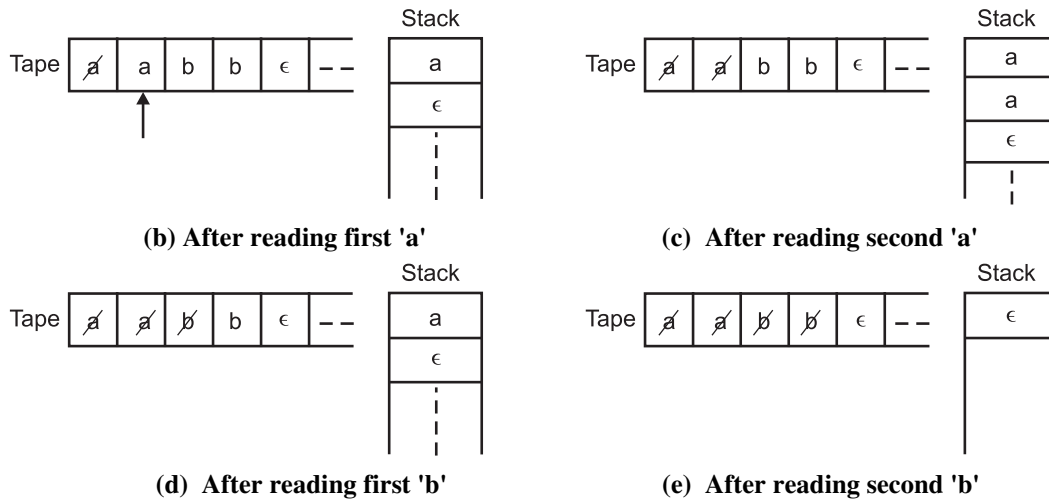 Stack
Tape a a b b ϵ
a
ϵ
(b) After reading first 'a'
Stack
Tape a a b b ϵ
a
a
ϵ
(c) After reading second 'a'
Stack
Tape a a b b ϵ
a
ϵ
(d) After reading first 'b'
Stack
Tape a a b b ϵ
ϵ
(e) After reading second 'b'